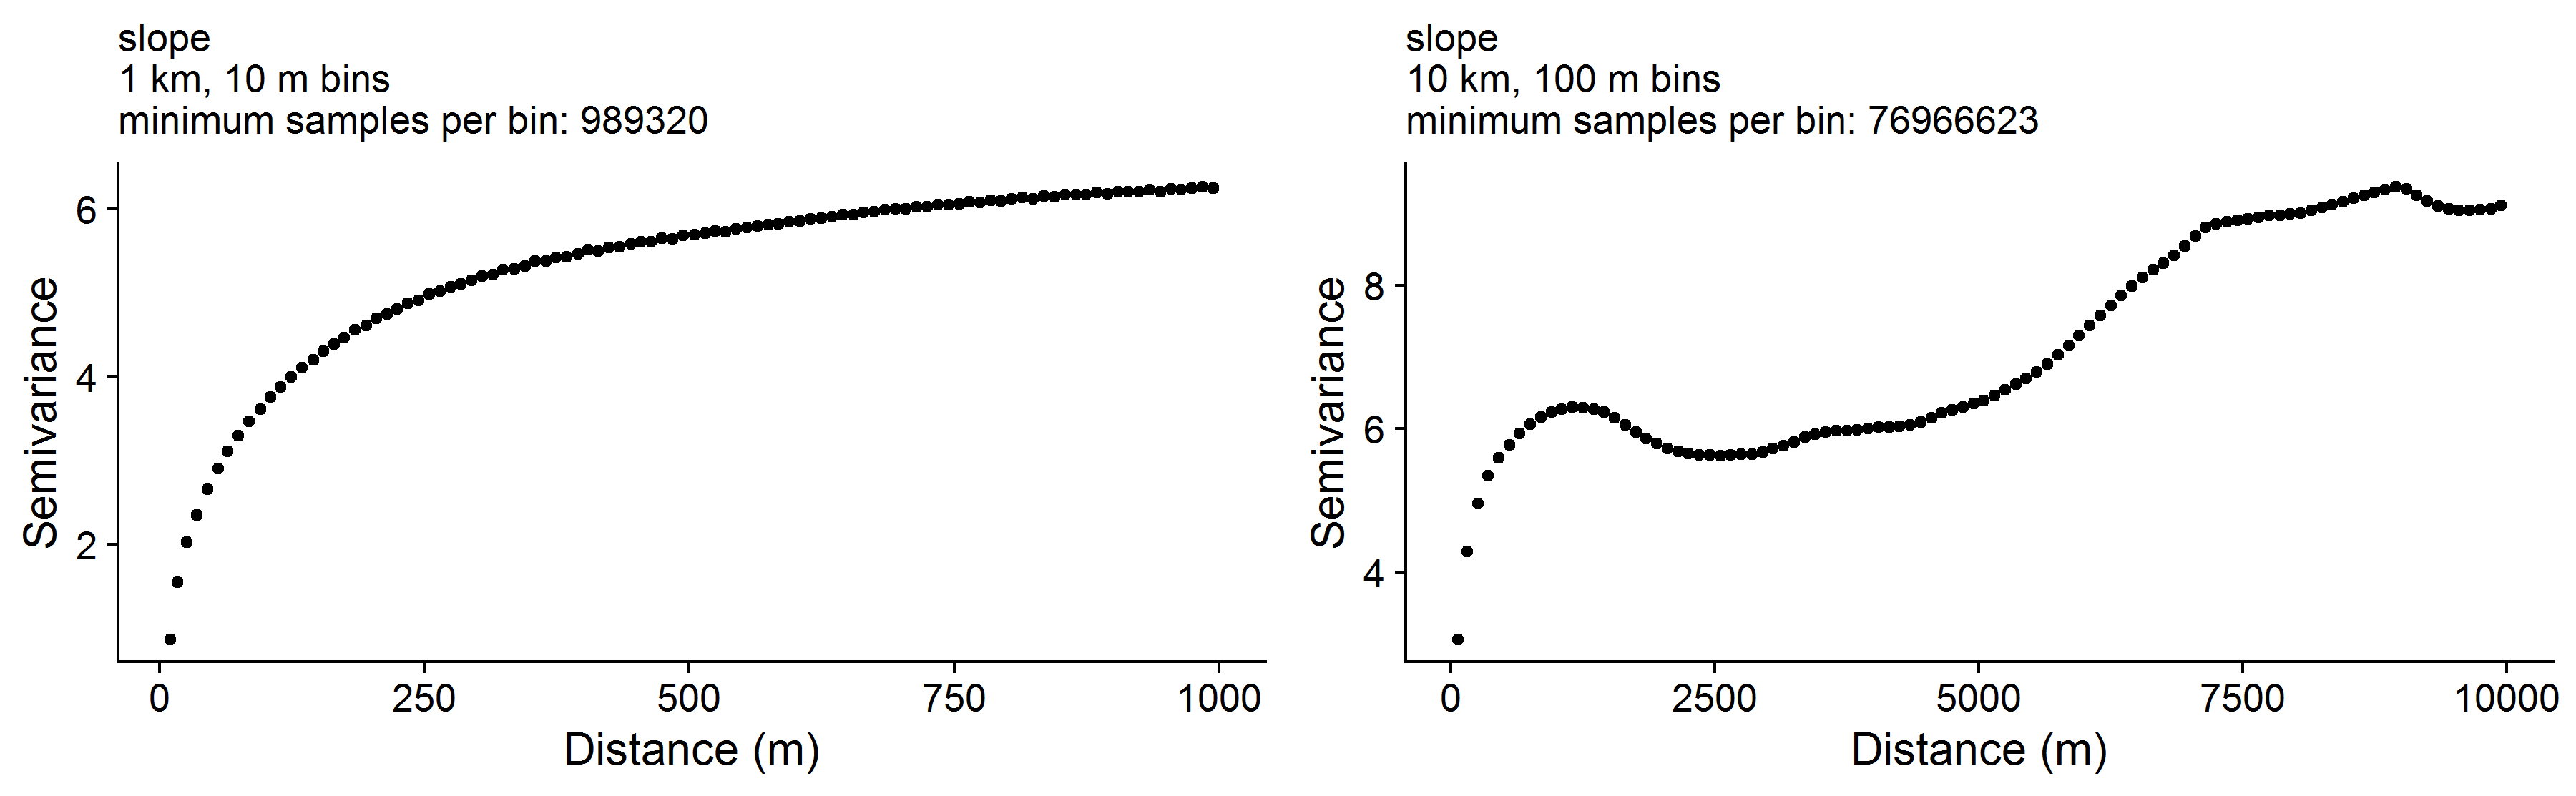 slope
1 km, 10 m bins
minimum samples per bin: 989320
Semivariance
6
4
2
0 250 500 750 1000
Distance (m)
slope
10 km, 100 m bins
minimum samples per bin: 76966623
Semivariance
8
6
4
0 2500 5000 7500 10000
Distance (m)